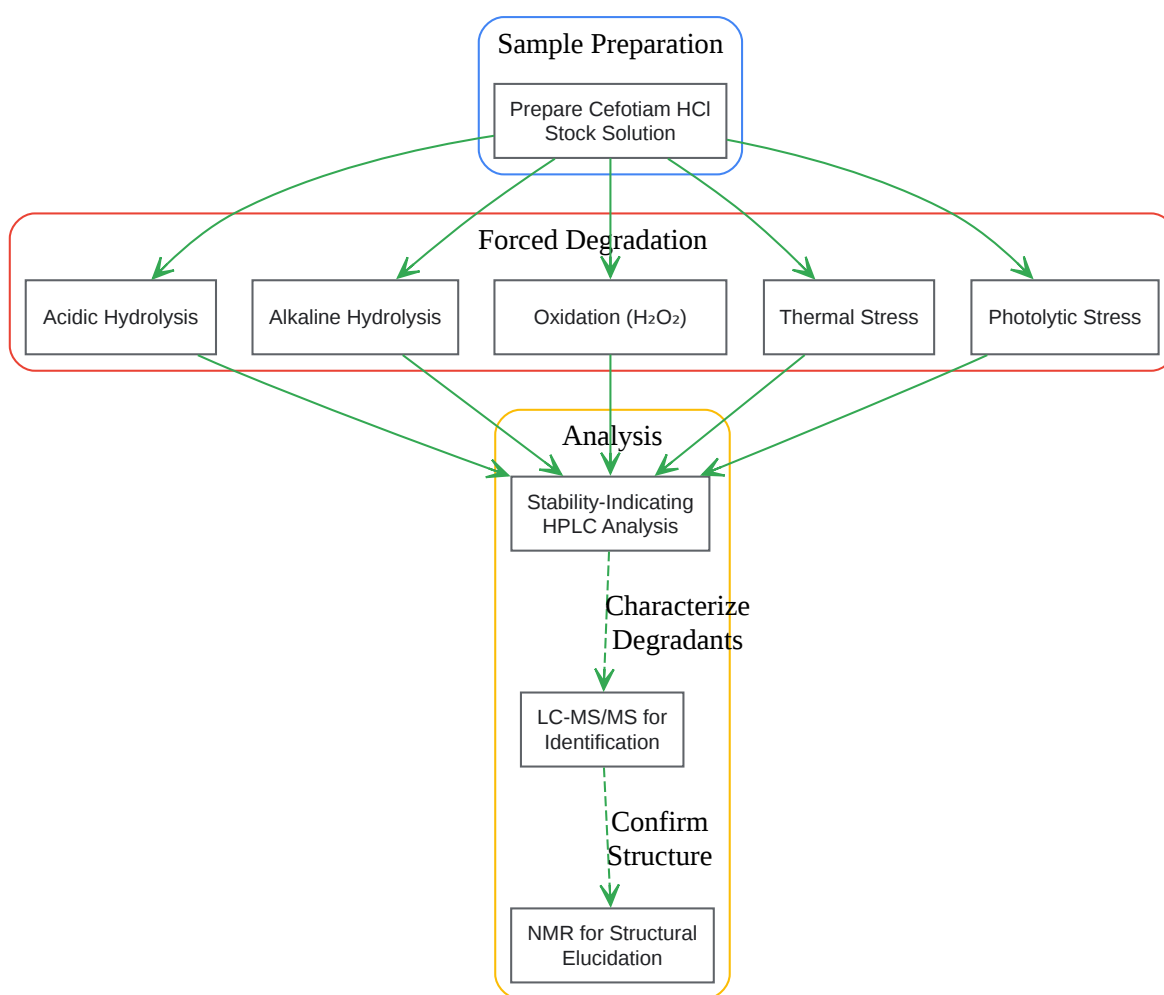 Sample Preparation
Prepare Cefotiam HCl
Stock Solution
Forced Degradation
Acidic Hydrolysis
Alkaline Hydrolysis
Oxidation (H₂O₂)
Thermal Stress
Photolytic Stress
Analysis
Stability-Indicating
HPLC Analysis
Characterize
Degradants
LC-MS/MS for
Identification
Confirm
Structure
NMR for Structural
Elucidation